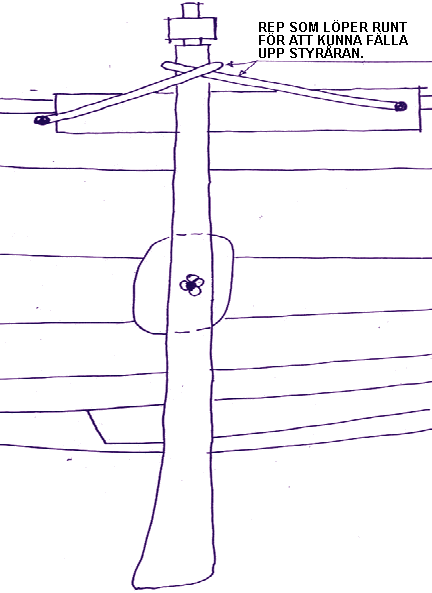 REP SOM LÖPER RUNT
FÖR ATT KUNNA FÄLLA
UPP STYRÅRAN.